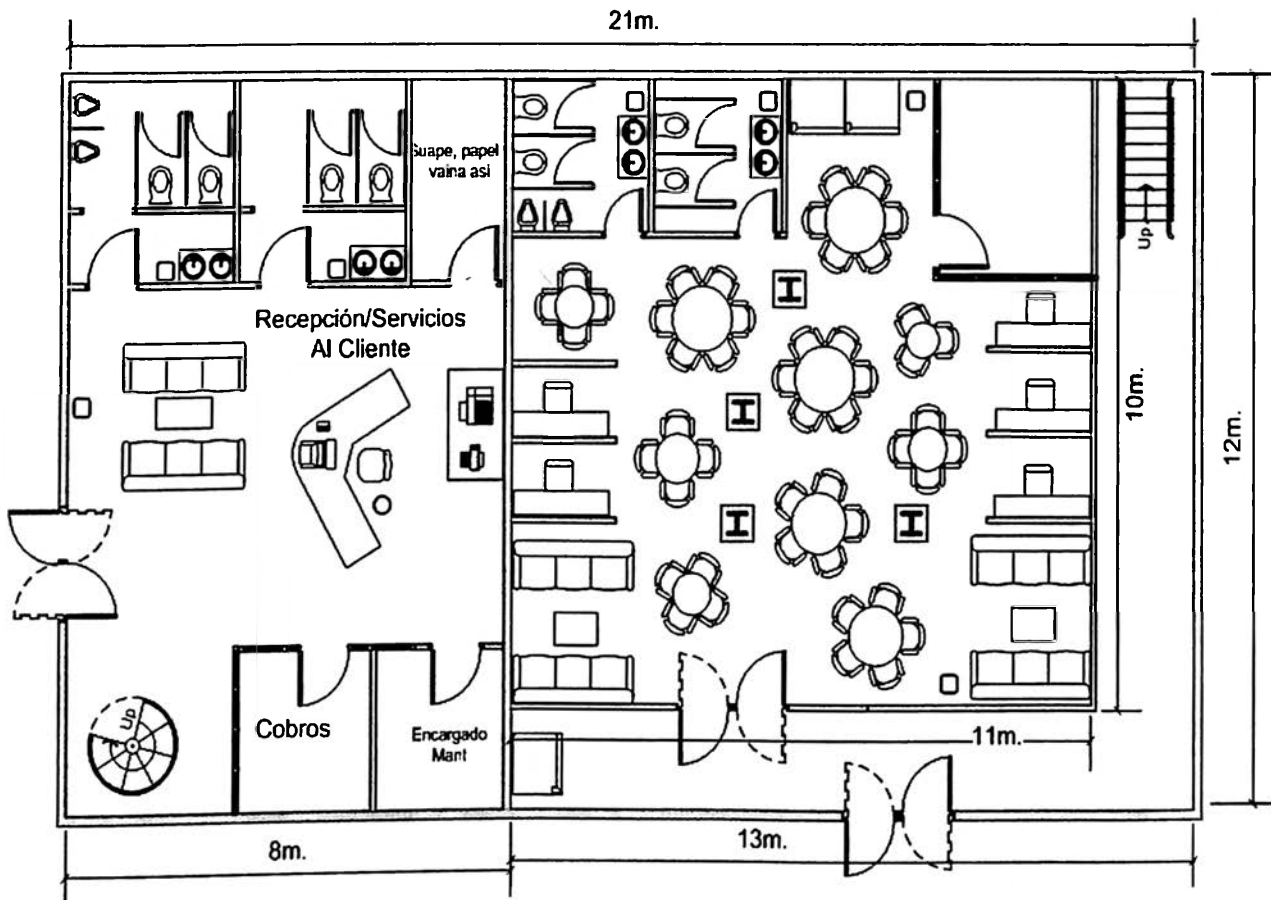 21m.
Suape, papel
vaina asi
Up
Recepción/Servicios
Al Cliente
10m.
12m.
Up
Cobros
Encargado
Mant
11m.
8m.
13m.